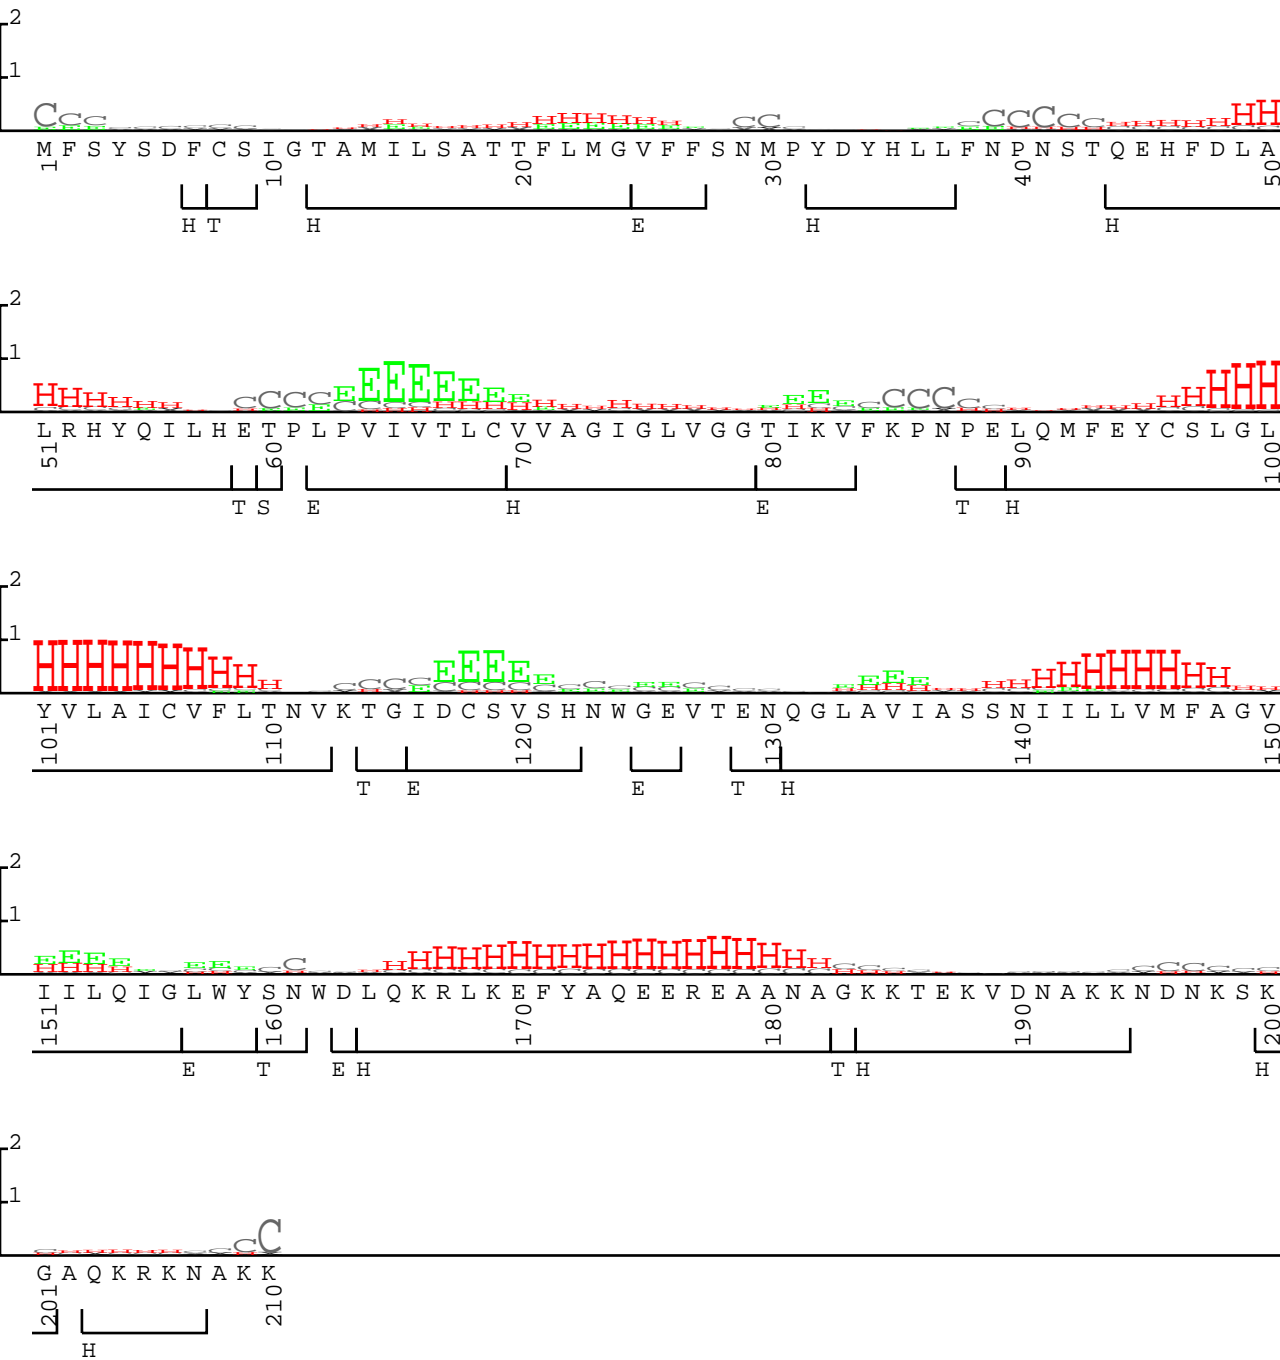 2
1
C C C H H H H H H H C C C C C C C C H H
M F S Y S D F C S I G T A M I L S A T T F L M G V F F S N M P Y D Y H L L F N P N S T Q E H F D L A
1 10 20 30 40 50
H T H E H H
2
1
H H H H H H C C C C E E E E E E E E E C C C H H H H H
L R H Y Q I L H E T P L P V I V T L C V V A G I G L V G G T I K V F K P N P E L Q M F E Y C S L G L
51 60 70 80 90 100
T S E H E T H
2
1
H H H H H H H H H H C C C C E E E E E E E E H H H H H H H H
Y V L A I C V F L T N V K T G I D C S V S H N W G E V T E N Q G L A V I A S S N I I L L V M F A G V
101 110 120 130 140 150
T E E T H
2
1
E E E E E E C H H H H H H H H H H H H H H H H H H
I I L Q I G L W Y S N W D L Q K R L K E F Y A Q E E R E A A N A G K K T E K V D N A K K N D N K S K
151 160 170 180 190 200
E T E H T H H
2
1
C C
G A Q K R K N A K K
201 210
H